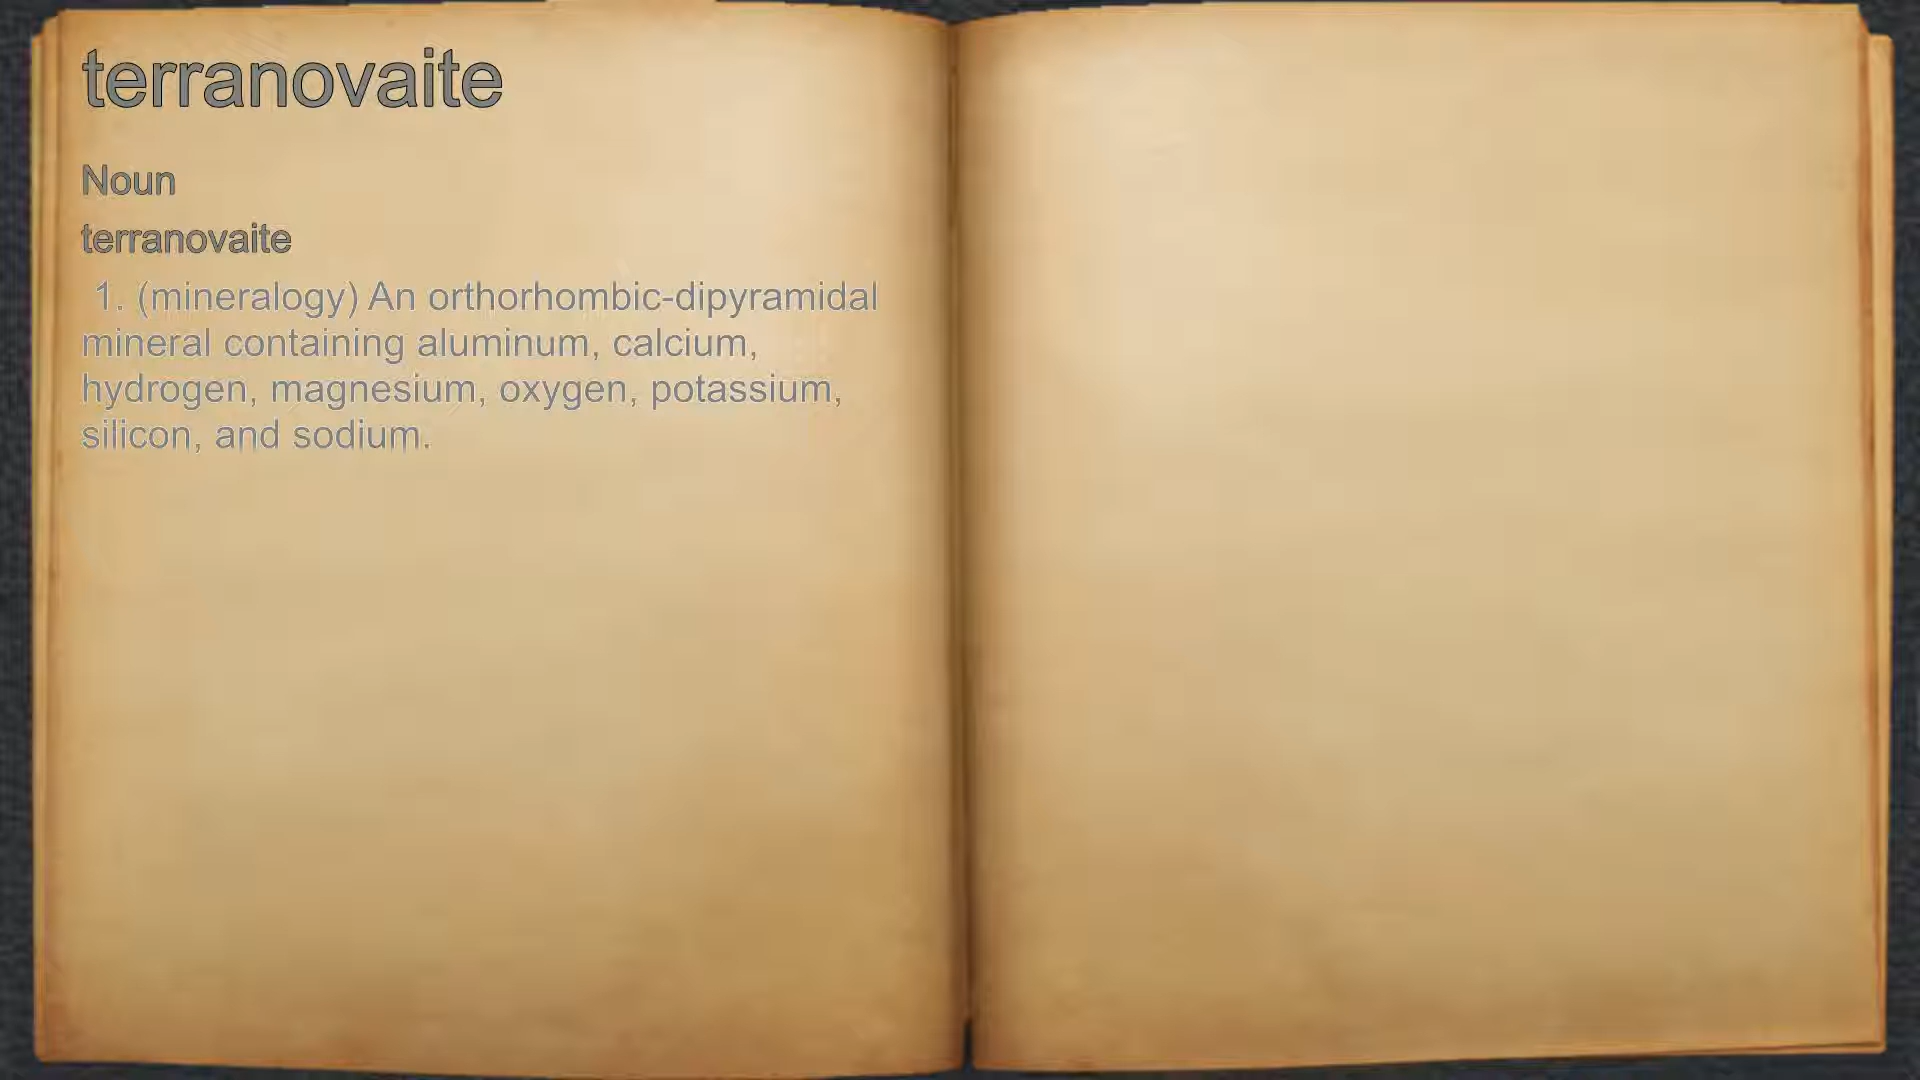 terranovaite
Noun
terranovaite
1. (mineralogy) An orthorhombic-dipyramidal
mineral containing aluminum, calcium,
hydrogen, magnesium, oxygen, potassium,
silicon, and sodium.